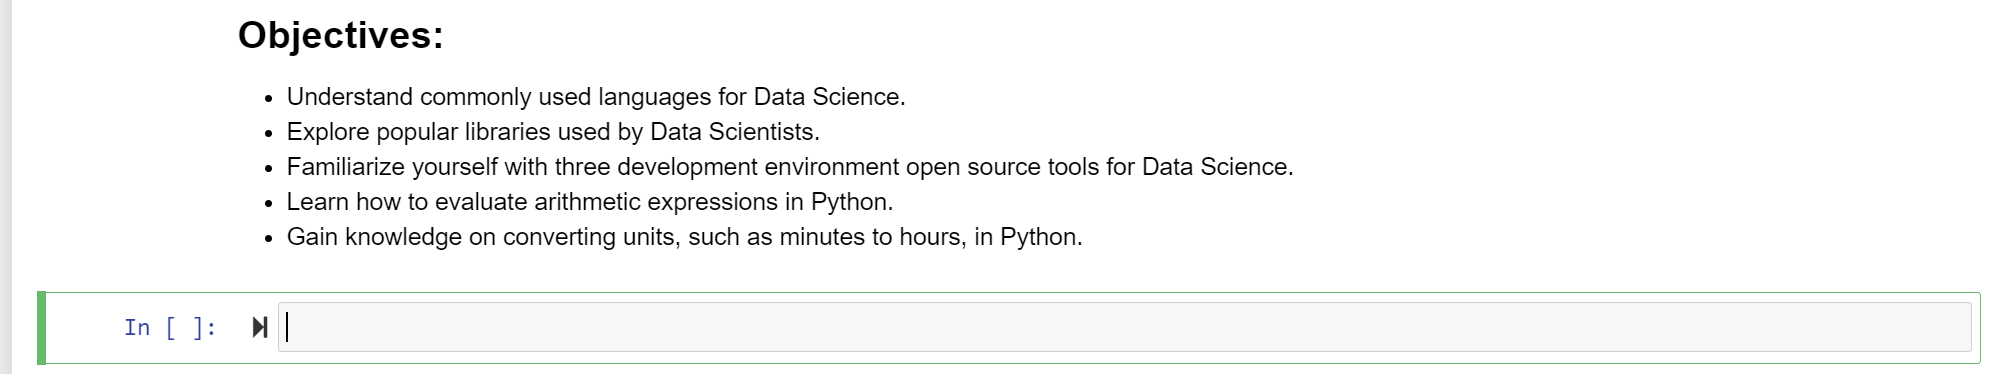 Objectives:
Understand commonly used languages for Data Science.
Explore popular libraries used by Data Scientists.
Familiarize yourself with three development environment open source tools for Data Science.
Learn how to evaluate arithmetic expressions in Python.
Gain knowledge on converting units, such as minutes to hours, in Python.
In [ ]: